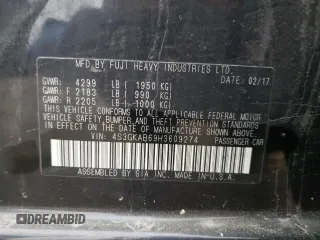 MFD. BY FUJI HEAVY INDUSTRIES LTD.
DATE: 02/17
GVWR: 4299 LB ( 1950 KG)
GAWR: F 2183 LB ( 990 / KG)
GAWR: R 2205 LB ( 1000 KG)
THIS VEHICLE CONFORMS TO ALL
APPLICABLE FEDERAL MOTOR VEHICLE
SAFETY, BUMPER AND THEFT PREVENTION
STANDARDS IN EFFECT ON THE DATE OF
MANUFACTURE SHOWN ABOVE.
VIN: 4S3GKAB69H3609274
PASSENGER CAR
ASSEMBLED BY SIA INC. MADE IN U.S.A.